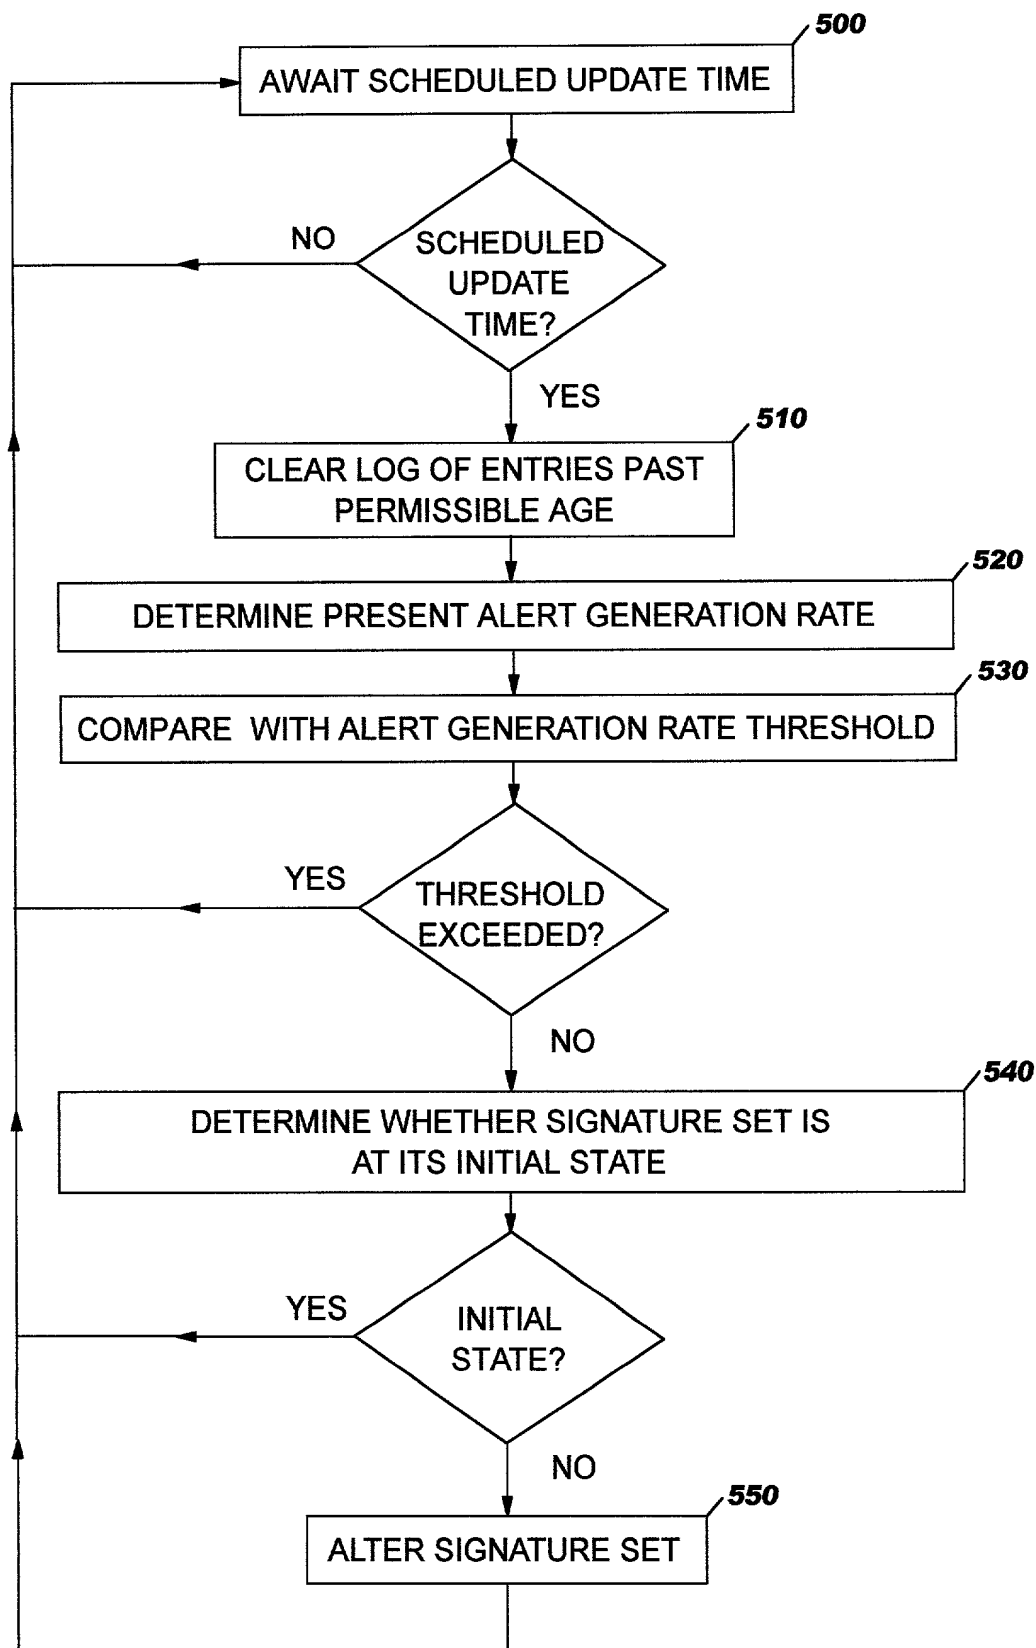 500
AWAIT SCHEDULED UPDATE TIME
NO
SCHEDULED
UPDATE
TIME?
YES
510
CLEAR LOG OF ENTRIES PAST
PERMISSIBLE AGE
520
DETERMINE PRESENT ALERT GENERATION RATE
530
COMPARE WITH ALERT GENERATION RATE THRESHOLD
YES
THRESHOLD
EXCEEDED?
NO
540
DETERMINE WHETHER SIGNATURE SET IS
AT ITS INITIAL STATE
YES
INITIAL
STATE?
NO
550
ALTER SIGNATURE SET